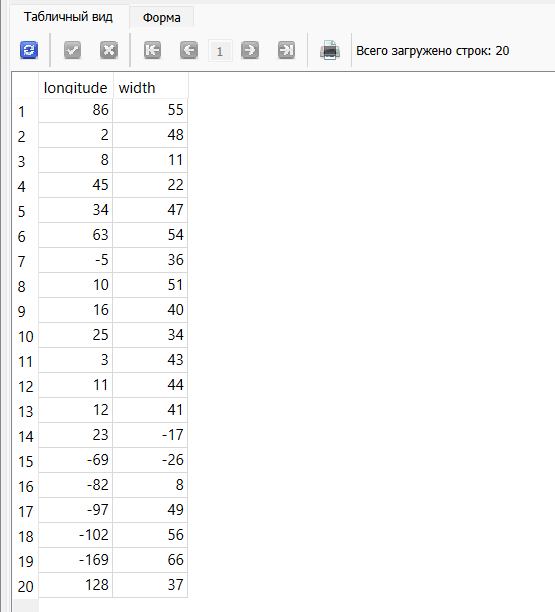 Табличный вид Форма
1 Всего загружено строк: 20
longitude width
1 86 55
2 2 48
3 8 11
4 45 22
5 34 47
6 63 54
7 -5 36
8 10 51
9 16 40
10 25 34
11 3 43
12 11 44
13 12 41
14 23 -17
15 -69 -26
16 -82 8
17 -97 49
18 -102 56
19 -169 66
20 128 37